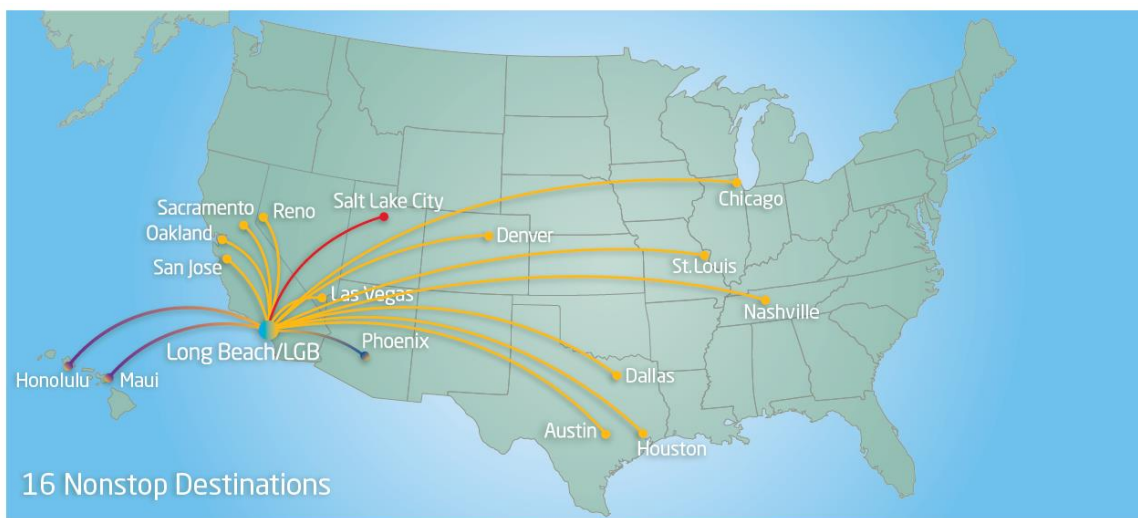 Salt Lake City
Chicago
Sacramento
Reno
Oakland
Denver
San Jose
St.Louis
Las Vegas
Nashville
Long Beach/LGB
Phoenix
Honolulu
Maui
Dallas
Austin
Houston
16 Nonstop Destinations